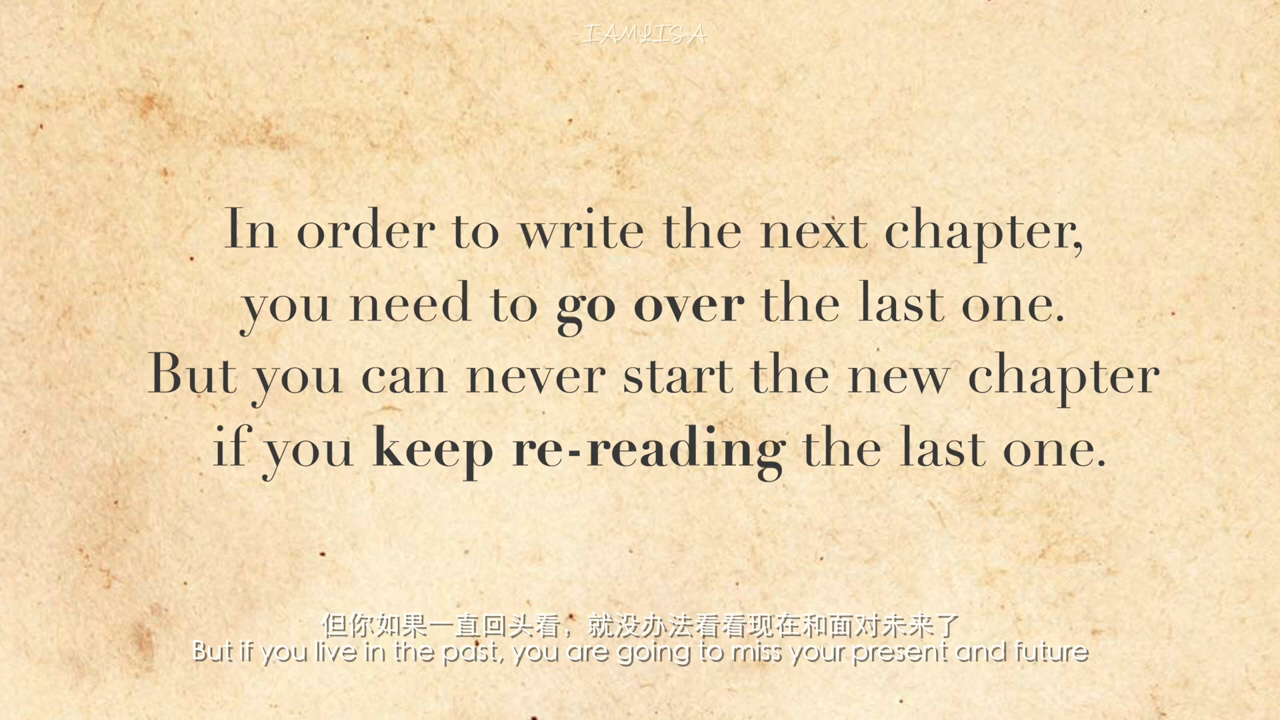 IAMLISA
In order to write the next chapter,
you need to go over the last one.
But you can never start the new chapter
if you keep re-reading the last one.
但你如果一直回头看，就没办法看看现在和面对未来了
But if you live in the past, you are going to miss your present and future